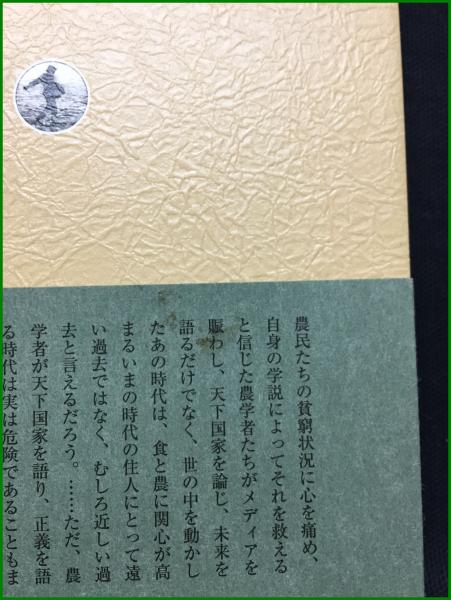 農民たちの貧窮状況に心を痛め、
自身の学説によってそれを救える
と信じた農学者たちがメディアを
賑わし、天下国家を論じ、未来を
語るだけでなく、世の中を動かし
たあの時代は、食と農に関心が高
まるいまの時代の住人にとって遠
い過去ではなく、むしろ近しい過
去と言えるだろう。……ただ、農
学者が天下国家を語り、正義を語
る時代は実は危険であることもま